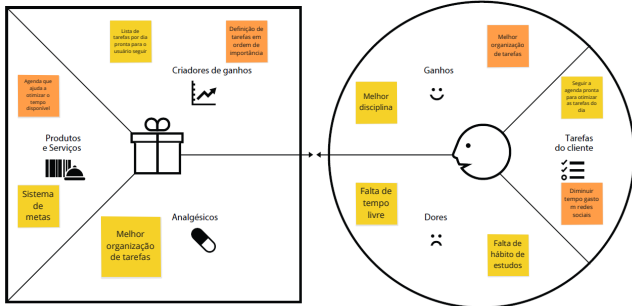 Lista de
tarefas por dia
pronta para o
usuário seguir
Definição de
tarefas em
ordem de
importância
Criadores de ganhos
Agenda que
ajuda a
otimizar o
tempo
disponível
Produtos
e Serviços
Sistema
de
metas
Melhor
organização
de tarefas
Analgésicos
Melhor
organização
de tarefas
Ganhos
Melhor
disciplina
Seguir a
agenda pronta
para otimizar
as tarefas do
dia
Tarefas
do cliente
Diminuir
tempo gasto
m redes
sociais
Falta de
tempo
livre
Dores
Falta de
hábito de
estudos